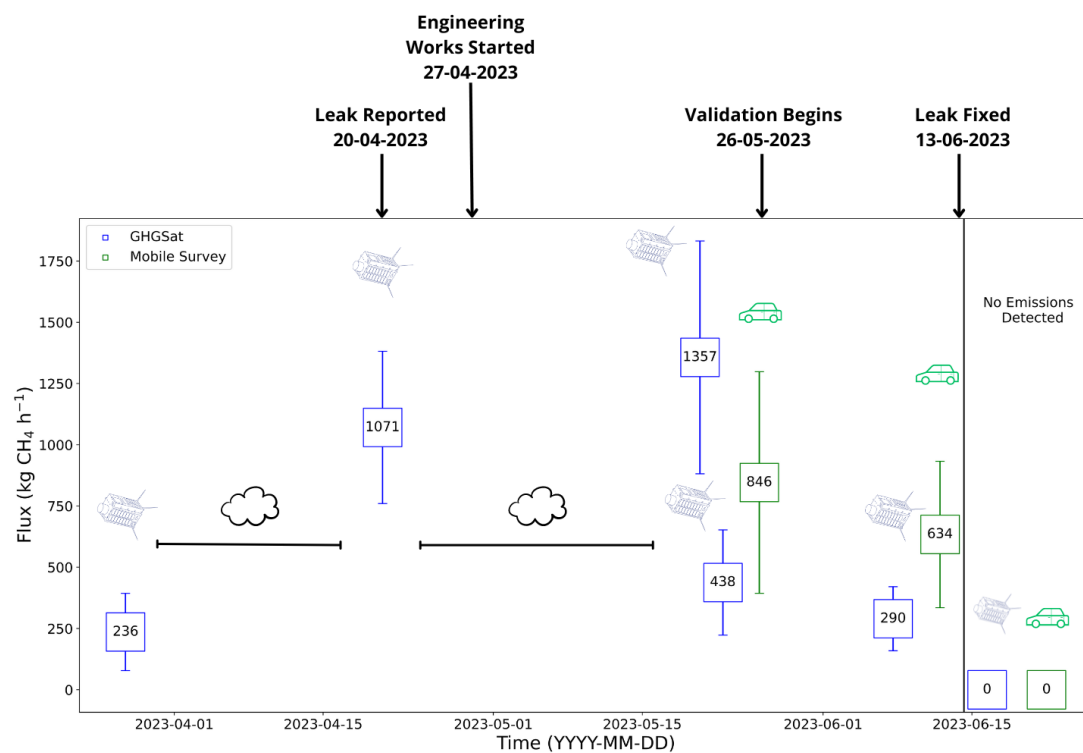 Engineering
Works Started
27-04-2023
Leak Reported
20-04-2023
Validation Begins
26-05-2023
Leak Fixed
13-06-2023
GHGSat
Mobile Survey
No Emissions
Detected
Flux (kg CH₄ h⁻¹)
1750
1500
1250
1000
750
500
250
0
236
1071
1357
438
846
290
634
0
0
2023-04-01
2023-04-15
2023-05-01
2023-05-15
2023-06-01
2023-06-15
Time (YYYY-MM-DD)